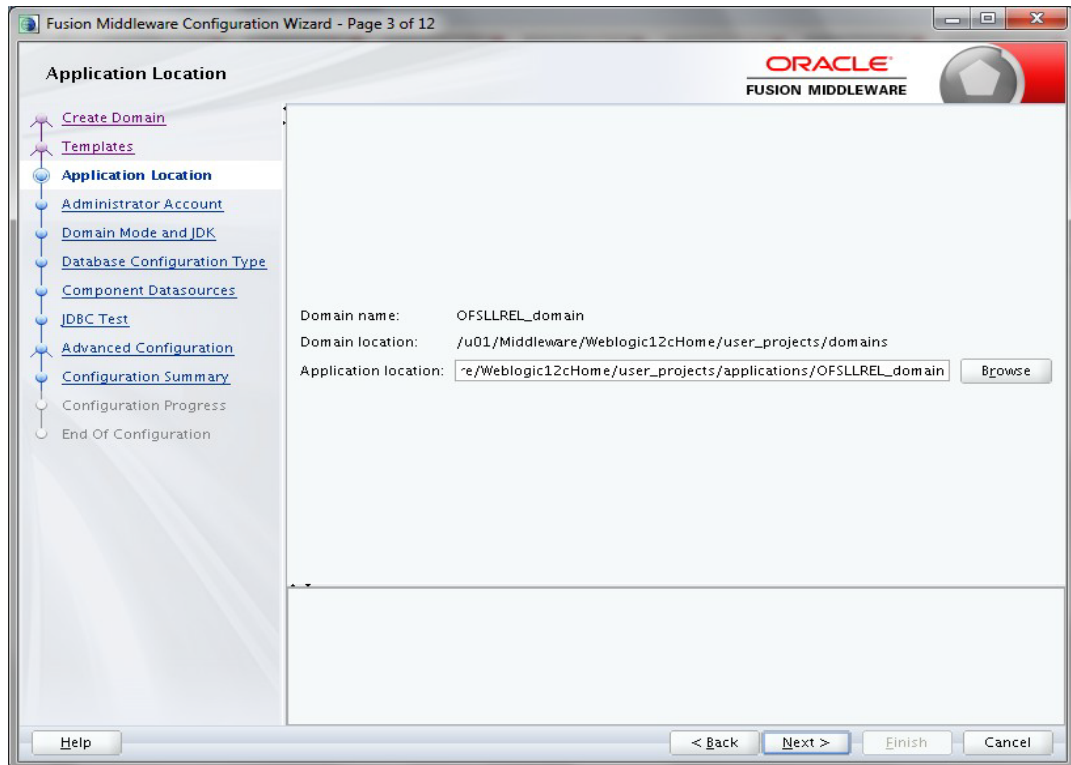 Fusion Middleware Configuration Wizard - Page 3 of 12
Application Location
ORACLE
FUSION MIDDLEWARE
Create Domain
Templates
Application Location
Administrator Account
Domain Mode and JDK
Database Configuration Type
Component Datasources
JDBC Test
Advanced Configuration
Configuration Summary
Configuration Progress
End Of Configuration
Domain name: OFSLLREL_domain
Domain location: /u01/Middleware/Weblogic12cHome/user_projects/domains
Application location: e/Weblogic12cHome/user_projects/applications/OFSLLREL_domain Browse
Help < Back Next > Finish Cancel